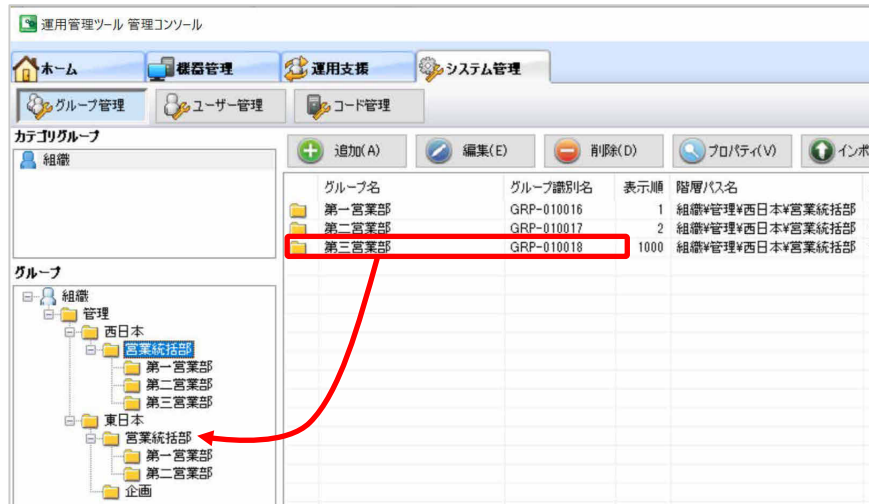 運用管理ツール 管理コンソール
ホーム 機器管理 運用支援 システム管理
グループ管理 ユーザー管理 コード管理
カテゴリグループ
組織
追加(A) 編集(E) 削除(D) プロパティ(V) インポ
グループ名 グループ識別名 表示順 階層パス名
第一営業部 GRP-010016 1 組織¥管理¥西日本¥営業統括部
第二営業部 GRP-010017 2 組織¥管理¥西日本¥営業統括部
第三営業部 GRP-010018 1000 組織¥管理¥西日本¥営業統括部
グループ
組織
管理
西日本
営業統括部
第一営業部
第二営業部
第三営業部
東日本
営業統括部
第一営業部
第二営業部
企画